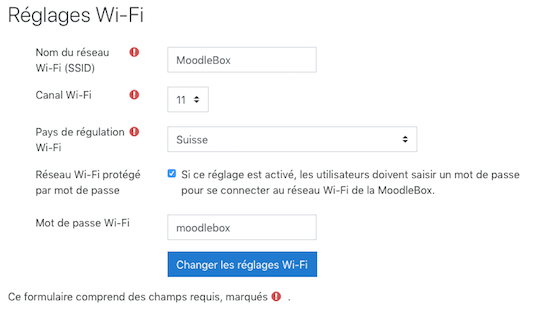 Réglages Wi-Fi
Nom du réseau
Wi-Fi (SSID)
MoodleBox
Canal Wi-Fi
11
Pays de régulation
Wi-Fi
Suisse
Réseau Wi-Fi protégé
par mot de passe
Si ce réglage est activé, les utilisateurs doivent saisir un mot de passe
pour se connecter au réseau Wi-Fi de la MoodleBox.
Mot de passe Wi-Fi
moodlebox
Changer les réglages Wi-Fi
Ce formulaire comprend des champs requis, marqués .